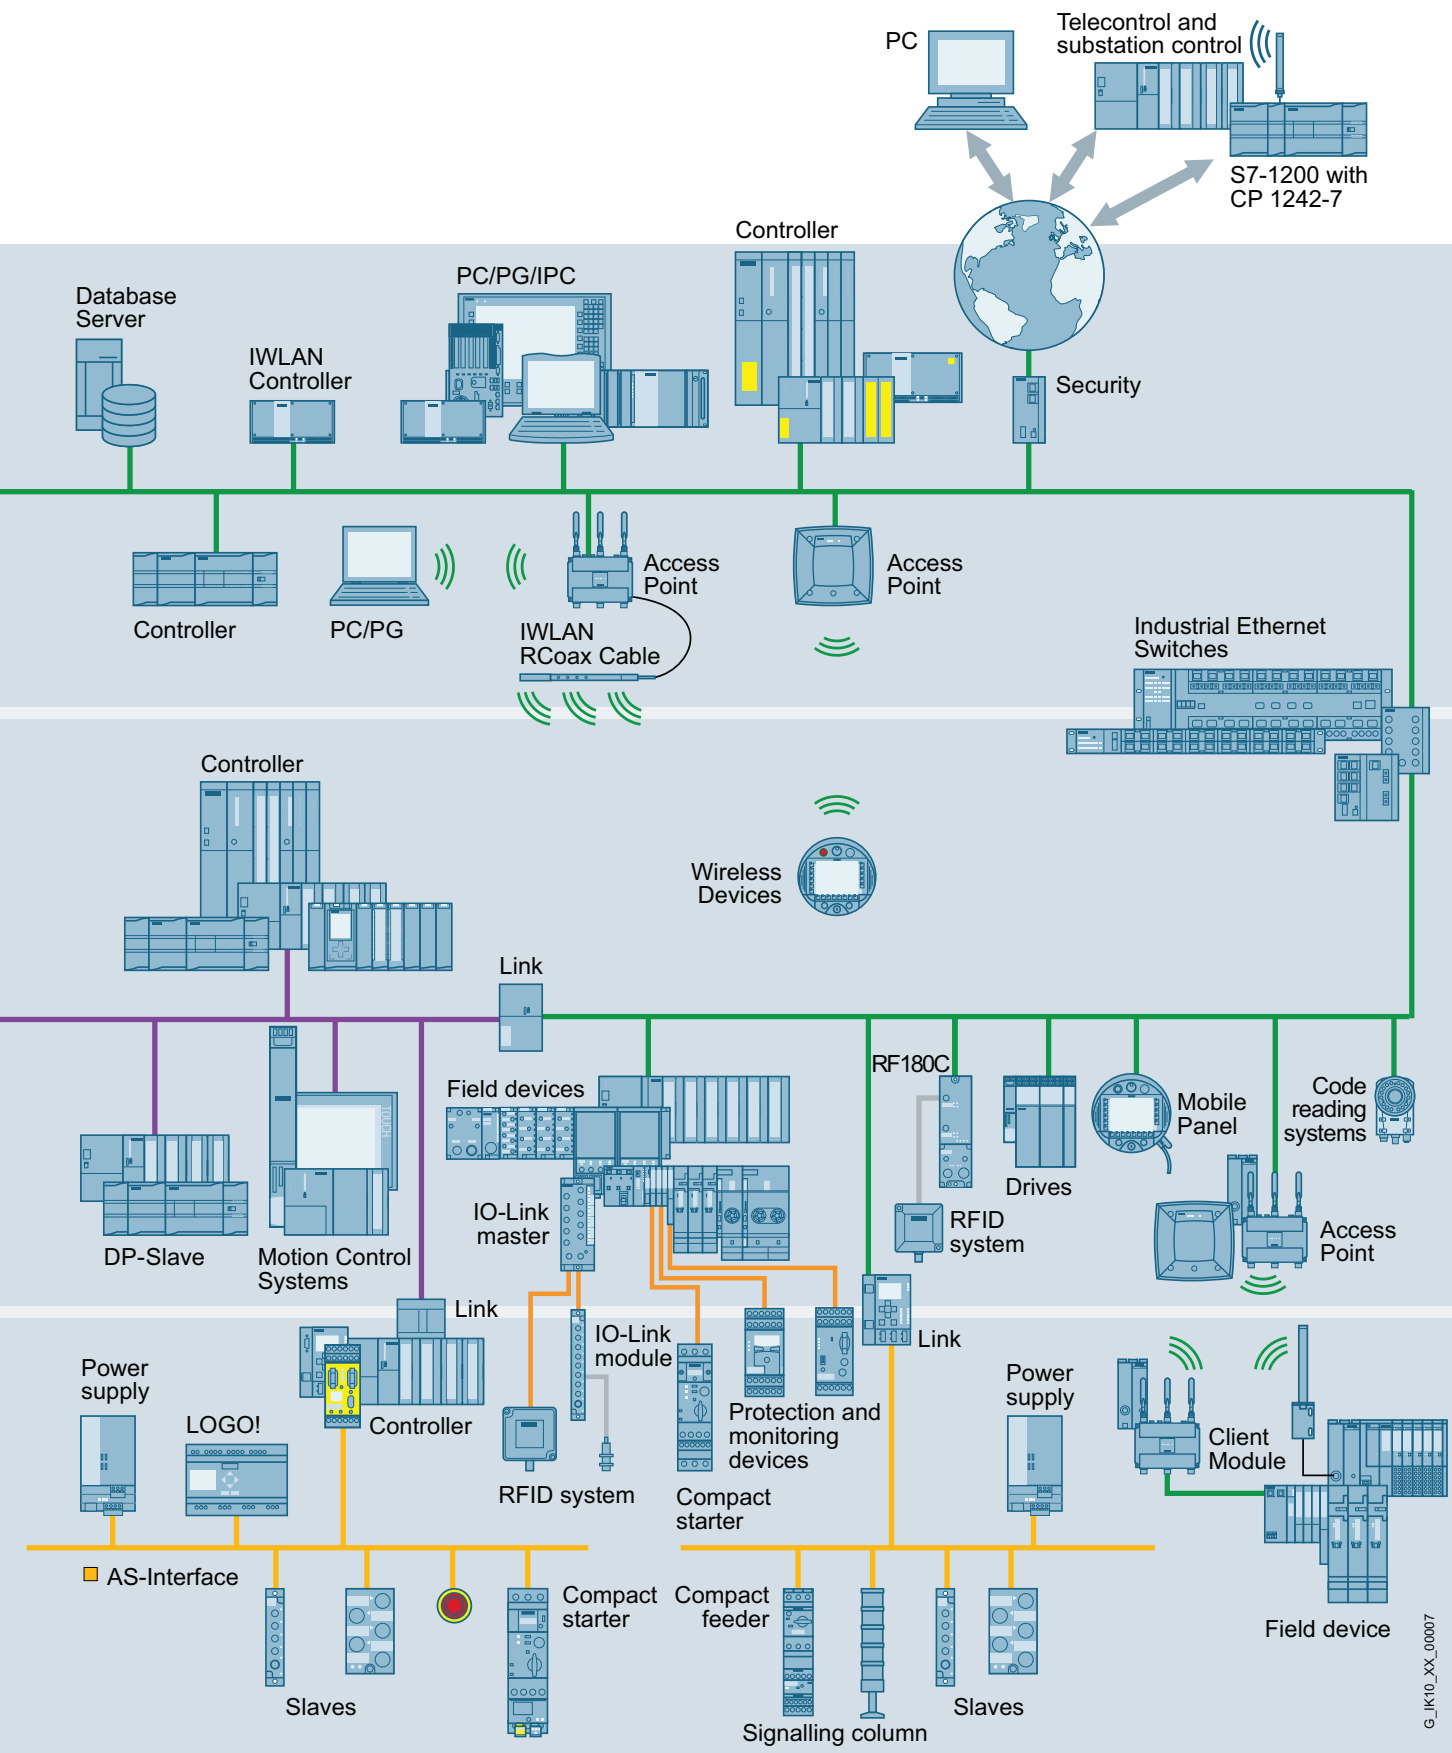 PC
Telecontrol and
substation control
S7-1200 with
CP 1242-7
Controller
PC/PG/IPC
Database
Server
IWLAN
Controller
Security
Access
Point
Access
Point
Controller
PC/PG
IWLAN
RCoax Cable
Industrial Ethernet
Switches
Controller
Wireless
Devices
Link
RF180C
Field devices
Code
reading
systems
Mobile
Panel
TOUCH
Drives
IO-Link
master
RFID
system
Access
Point
DP-Slave
Motion Control
Systems
Link
IO-Link
module
Link
Power
supply
Power
supply
LOGO!
Controller
Protection and
monitoring
devices
Client
Module
RFID system
Compact
starter
AS-Interface
Compact
starter
Compact
feeder
Field device
Slaves
Slaves
Signalling column
G_IK10_XX_00007